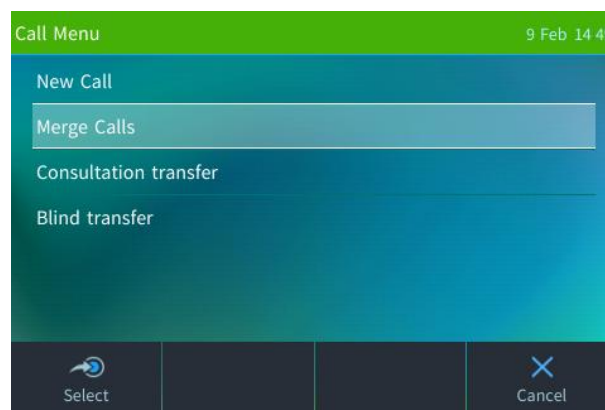 Call Menu
9 Feb 14 4
New Call
Merge Calls
Consultation transfer
Blind transfer
Select
Cancel